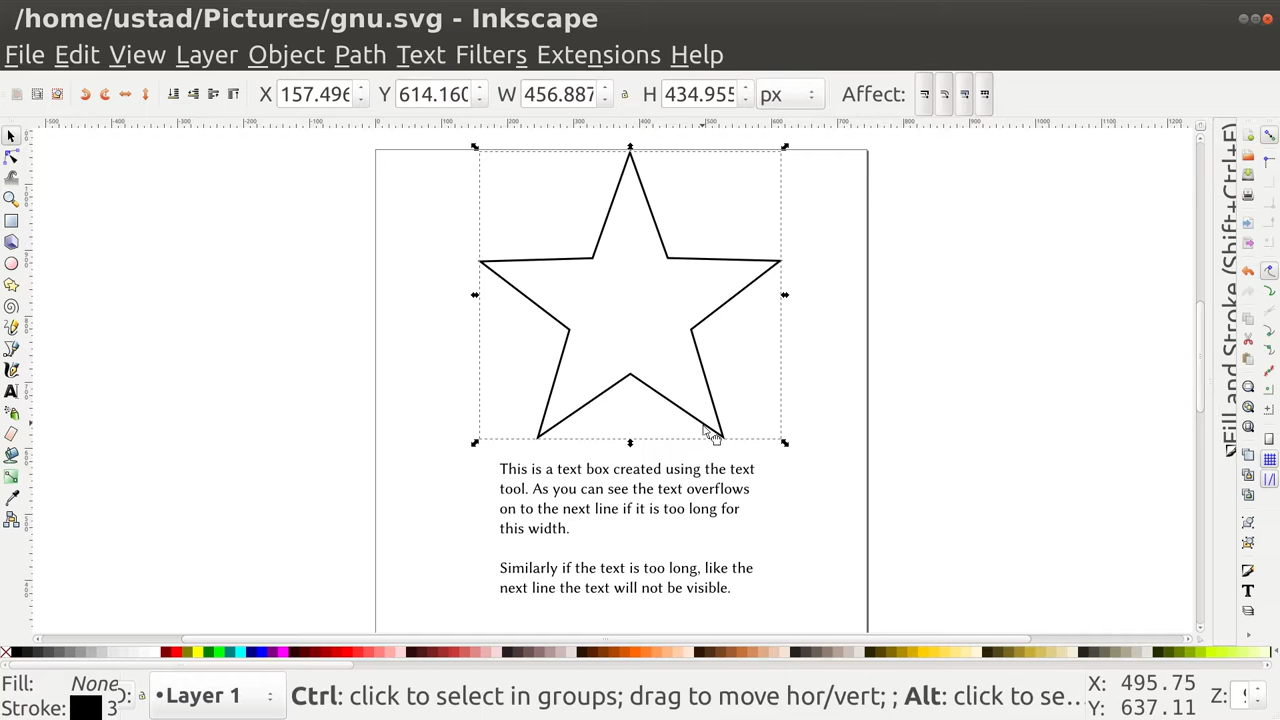 /home/ustad/Pictures/gnu.svg - Inkscape
File Edit View Layer Object Path Text Filters Extensions Help
X 157.496 Y 614.160 W 456.887 H 434.955 px Affect:
This is a text box created using the text
tool. As you can see the text overflows
on to the next line if it is too long for
this width.
Similarly if the text is too long, like the
next line the text will not be visible.
Fill and Stroke (Shift+Ctrl+F)
Fill: None
Stroke: 3
•Layer 1
Ctrl: click to select in groups; drag to move hor/vert; ; Alt: click to se…
X: 495.75
Y: 637.11
Z: